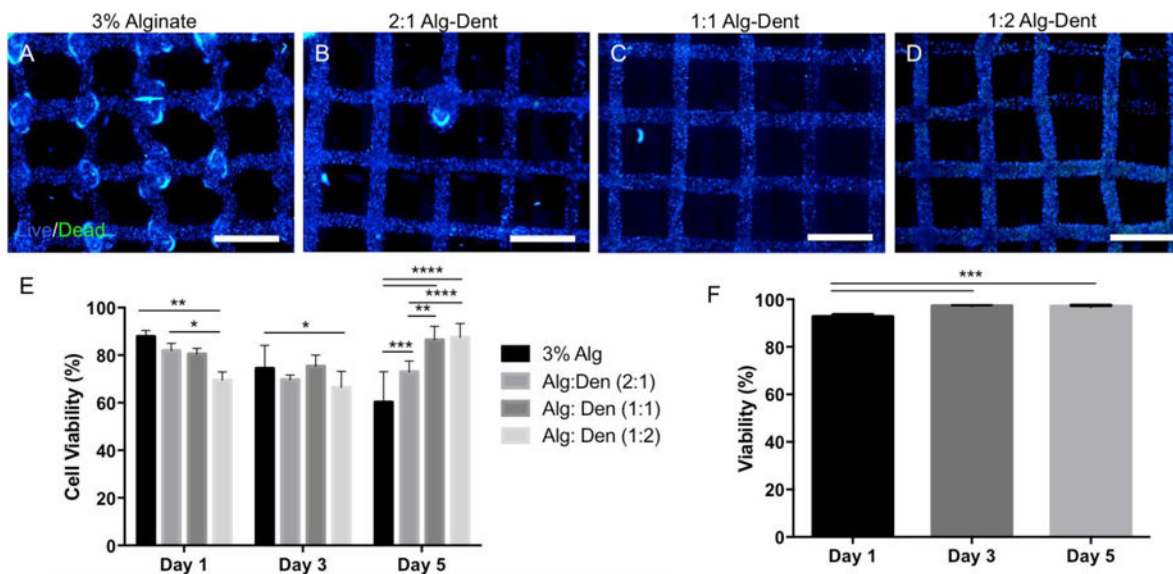 3% Alginate
2:1 Alg-Dent
1:1 Alg-Dent
1:2 Alg-Dent
A
B
C
D
Live/Dead
E
Cell Viability (%)
100
80
60
40
20
0
**
*
*
****
****
**
***
Day 1
Day 3
Day 5
3% Alg
Alg:Den (2:1)
Alg: Den (1:1)
Alg: Den (1:2)
F
Viability (%)
100
80
60
40
20
0
***
Day 1
Day 3
Day 5